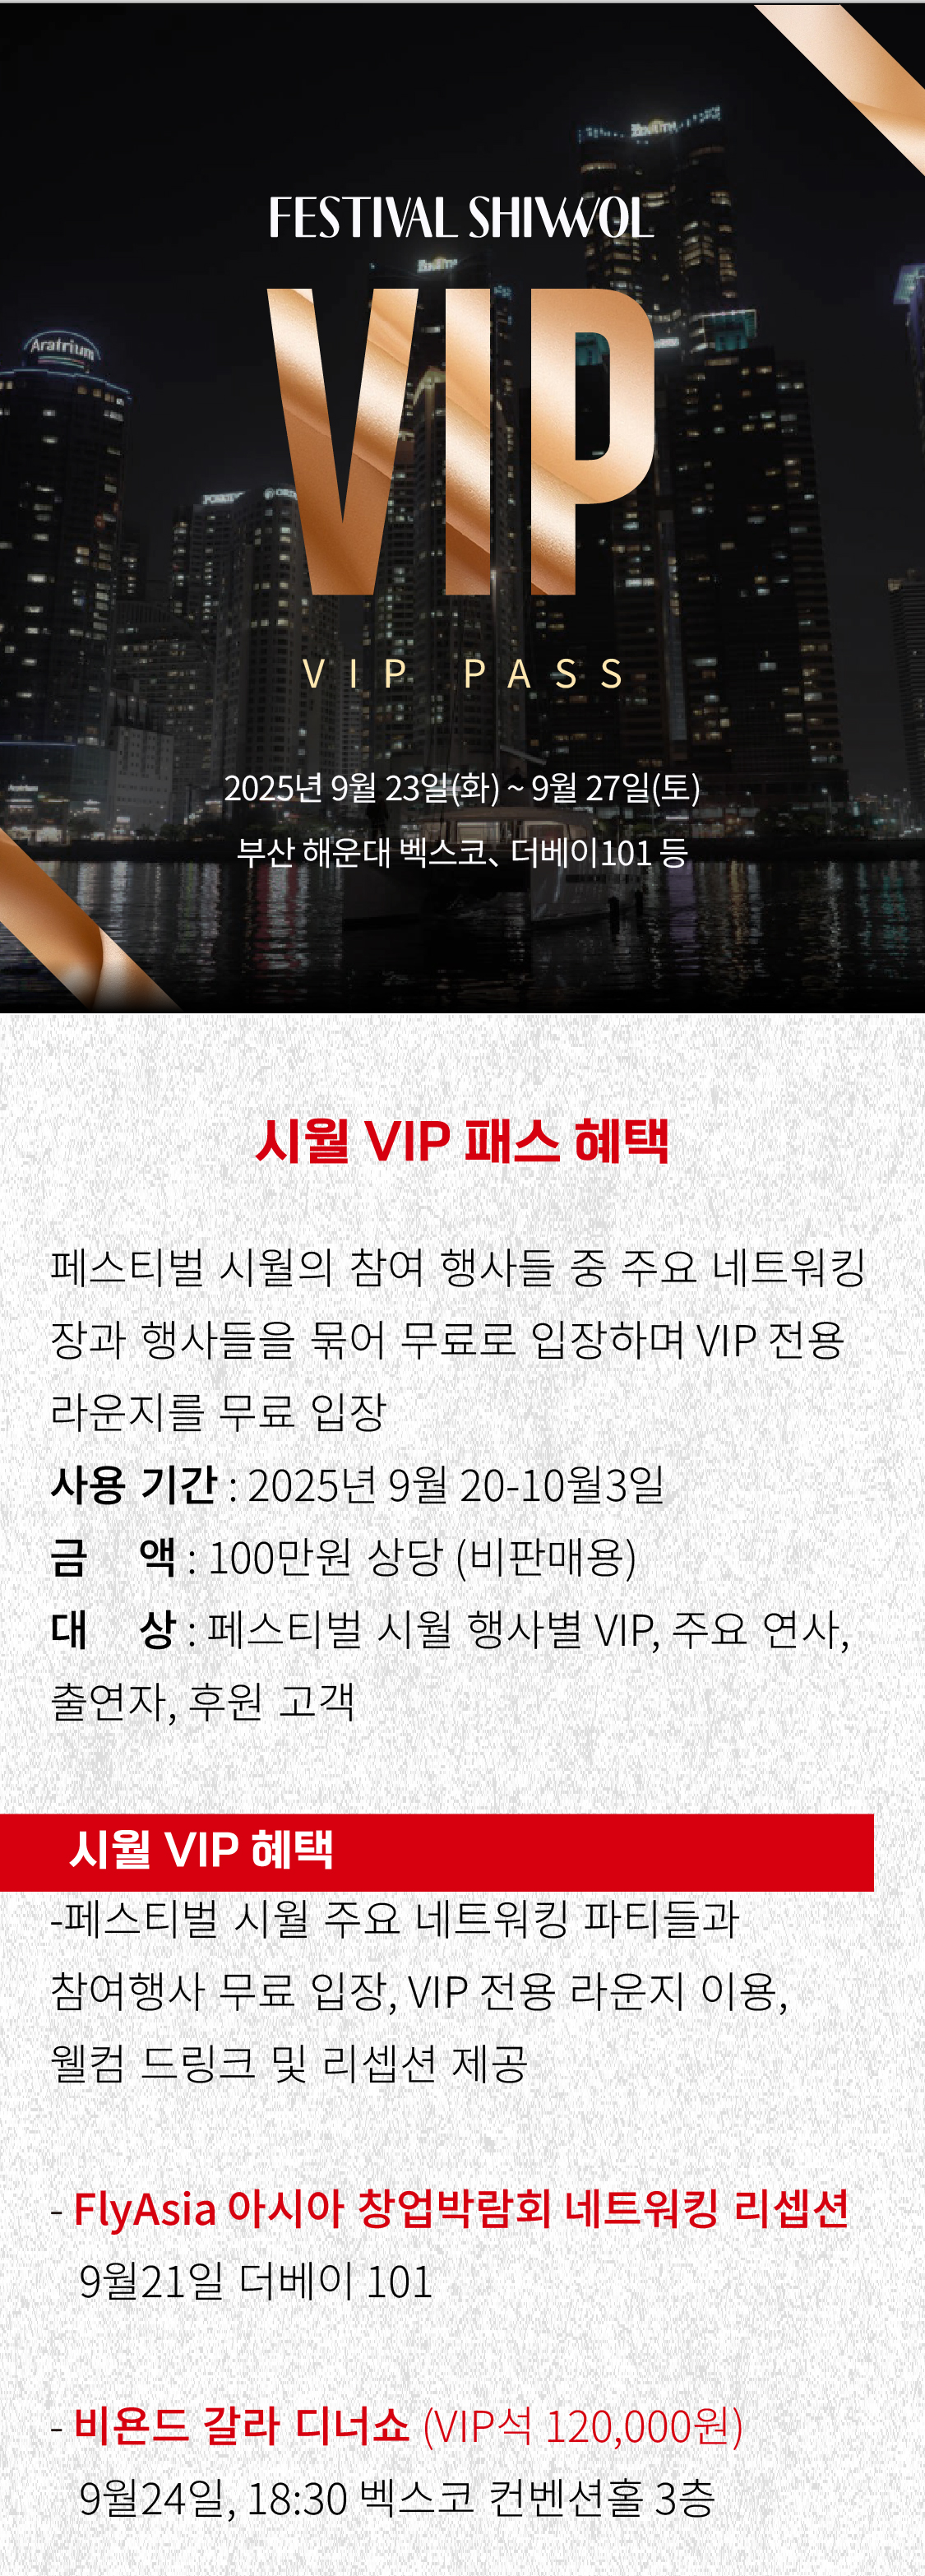 FESTIVAL SHIWOL
VIP
VIP PASS
Aratrium
ZENITH
Zenith
2025년 9월 23일(화) ~ 9월 27일(토)
부산 해운대 벡스코、더베이101 등
시월 VIP 패스 혜택
페스티벌 시월의 참여 행사들 중 주요 네트워킹
장과 행사들을 묶어 무료로 입장하며 VIP 전용
라운지를 무료 입장
사용 기간 : 2025년 9월 20-10월3일
금 액 : 100만원 상당 (비판매용)
대 상 : 페스티벌 시월 행사별 VIP, 주요 연사,
출연자, 후원 고객
시월 VIP 혜택
-페스티벌 시월 주요 네트워킹 파티들과
참여행사 무료 입장, VIP 전용 라운지 이용,
웰컴 드링크 및 리셉션 제공
- FlyAsia 아시아 창업박람회 네트워킹 리셉션
9월21일 더베이 101
- 비욘드 갈라 디너쇼 (VIP석 120,000원)
9월24일, 18:30 벡스코 컨벤션홀 3층